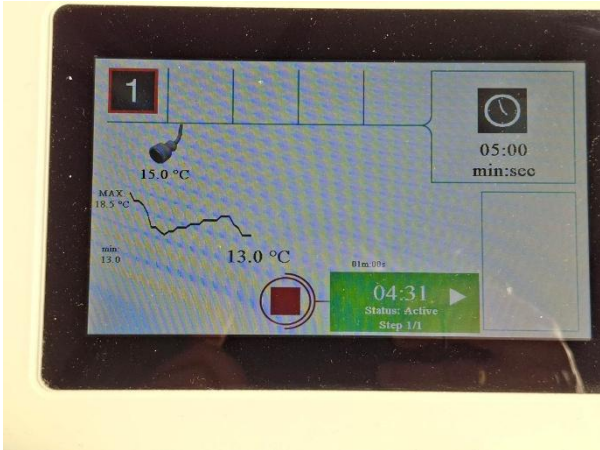 1
05:00
min:sec
15.0 °C
MAX
18.5 °C
min:
13.0
13.0 °C
01m:00s
04:31
Status: Active
Step 1/1